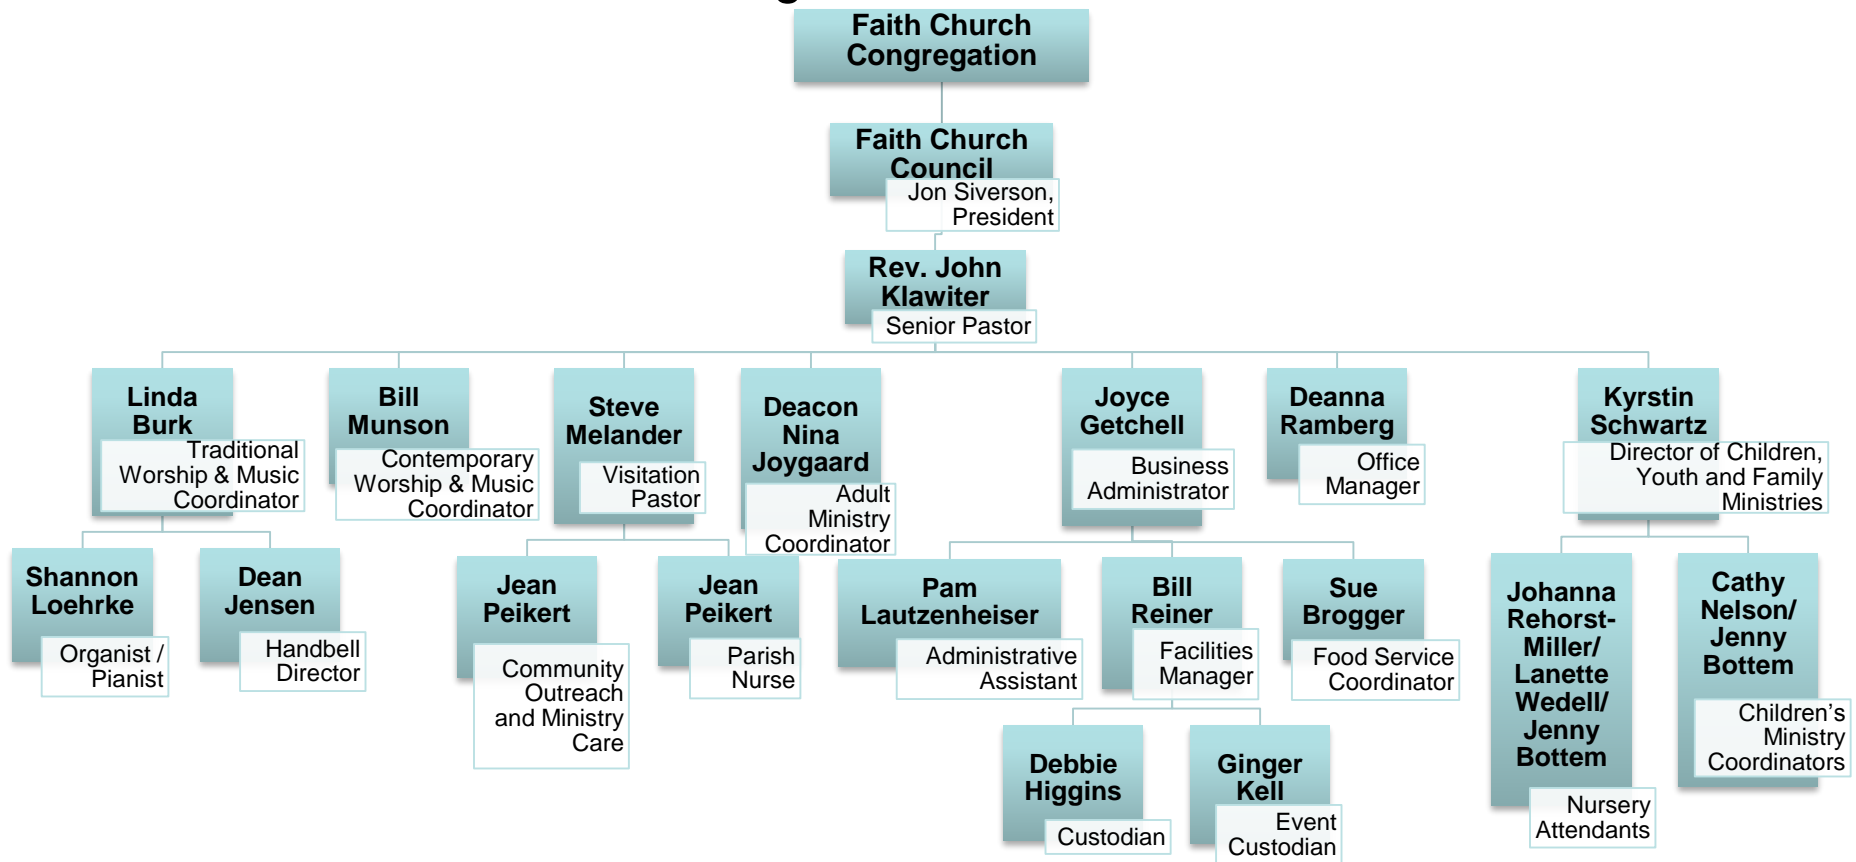 Faith Church
Congregation
Faith Church
Council
Jon Siverson,
President
Rev. John
Klawiter
Senior Pastor
Linda
Burk
Traditional
Worship & Music
Coordinator
Bill
Munson
Contemporary
Worship & Music
Coordinator
Steve
Melander
Visitation
Pastor
Deacon
Nina
Joygaard
Adult
Ministry
Coordinator
Joyce
Getchell
Business
Administrator
Deanna
Ramberg
Office
Manager
Kyrstin
Schwartz
Director of Children,
Youth and Family
Ministries
Shannon
Loehrke
Organist /
Pianist
Dean
Jensen
Handbell
Director
Jean
Peikert
Community
Outreach
and Ministry
Care
Jean
Peikert
Parish
Nurse
Pam
Lautzenheiser
Administrative
Assistant
Bill
Reiner
Facilities
Manager
Sue
Brogger
Food Service
Coordinator
Johanna
Rehorst-
Miller/
Lanette
Wedell/
Jenny
Bottem
Nursery
Attendants
Cathy
Nelson/
Jenny
Bottem
Children’s
Ministry
Coordinators
Debbie
Higgins
Custodian
Ginger
Kell
Event
Custodian